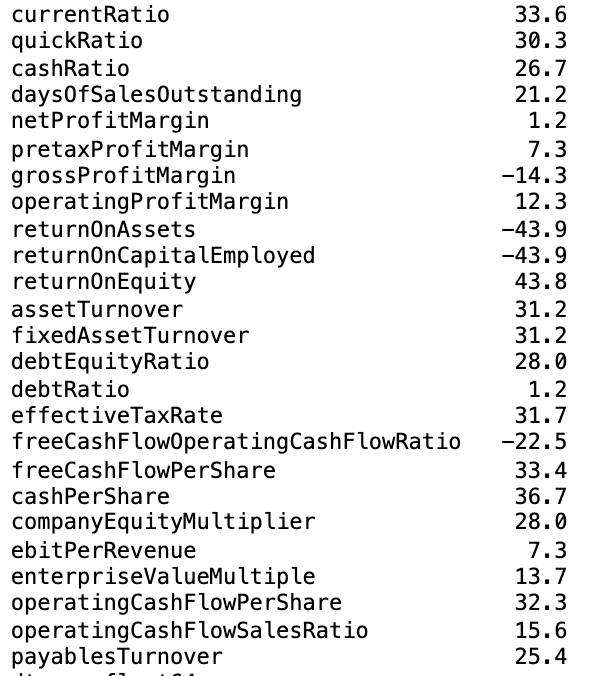 currentRatio 33.6
quickRatio 30.3
cashRatio 26.7
daysOfSalesOutstanding 21.2
netProfitMargin 1.2
pretaxProfitMargin 7.3
grossProfitMargin -14.3
operatingProfitMargin 12.3
returnOnAssets -43.9
returnOnCapitalEmployed -43.9
returnOnEquity 43.8
assetTurnover 31.2
fixedAssetTurnover 31.2
debtEquityRatio 28.0
debtRatio 1.2
effectiveTaxRate 31.7
freeCashFlowOperatingCashFlowRatio -22.5
freeCashFlowPerShare 33.4
cashPerShare 36.7
companyEquityMultiplier 28.0
ebitPerRevenue 7.3
enterpriseValueMultiple 13.7
operatingCashFlowPerShare 32.3
operatingCashFlowSalesRatio 15.6
payablesTurnover 25.4